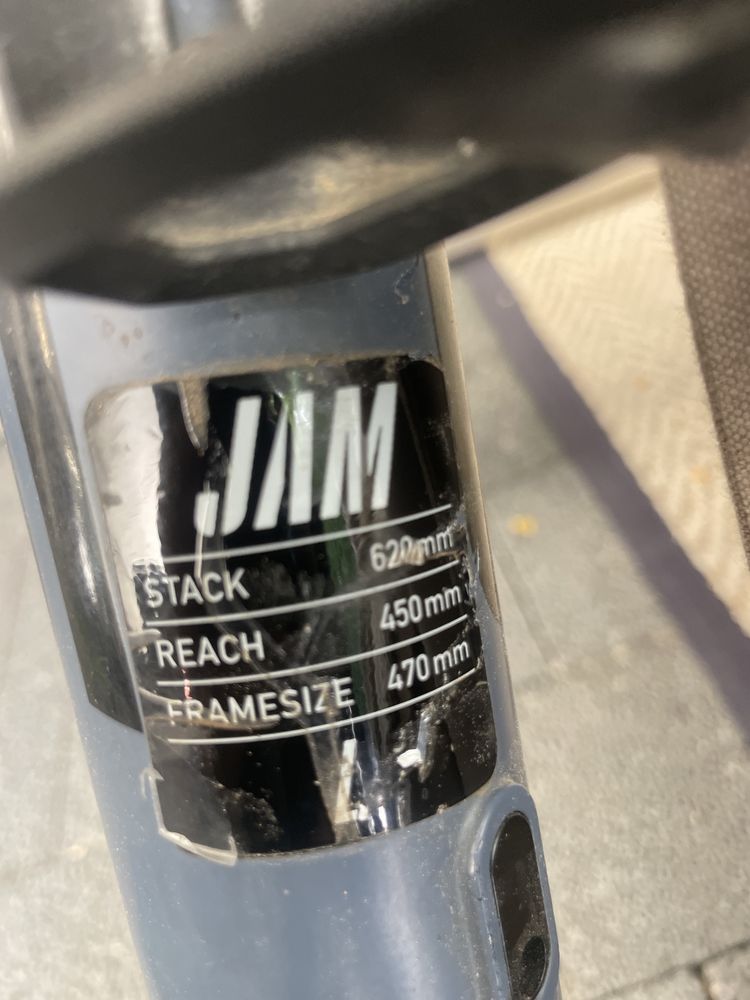 JAM
STACK 620mm
REACH 450mm
FRAMESIZE 470mm
L